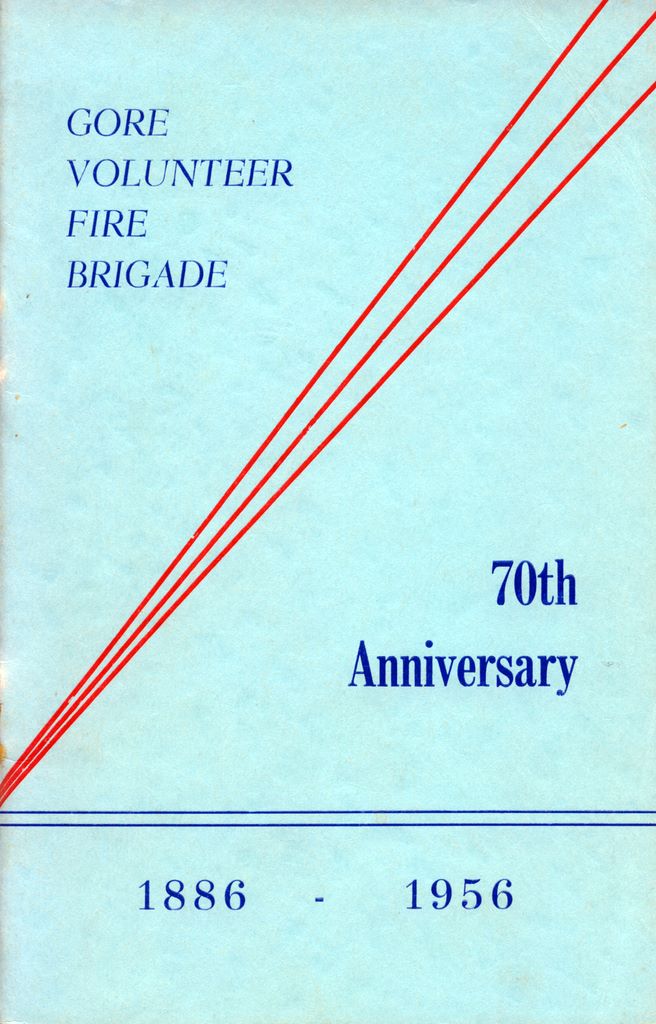 GORE
VOLUNTEER
FIRE
BRIGADE
70th
Anniversary
1886 - 1956